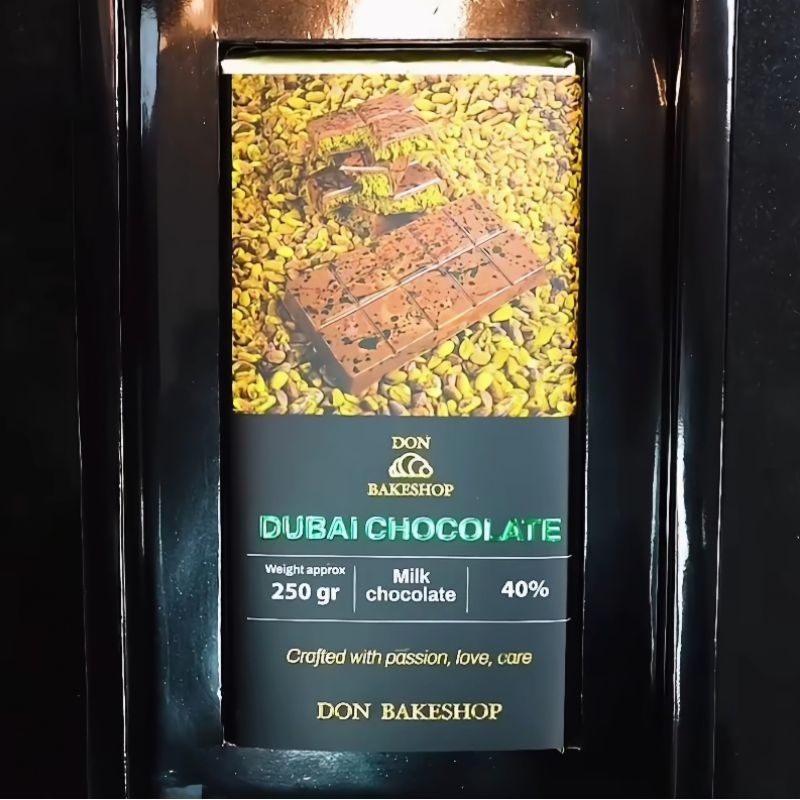 DON
BAKESHOP
DUBAI CHOCOLATE
Weight approx
250 gr
Milk
chocolate
40%
Crafted with passion, love, care
DON BAKESHOP